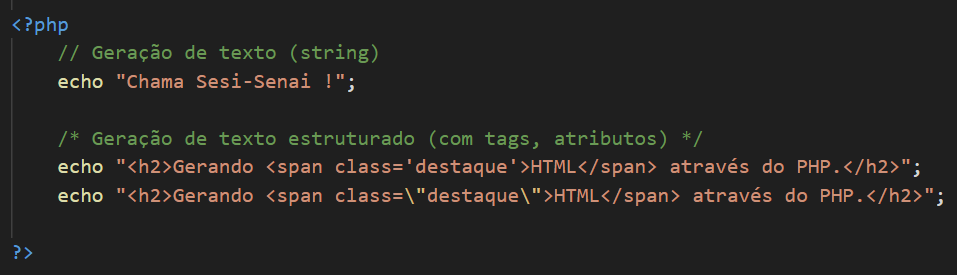 <?php
// Geração de texto (string)
echo "Chama Sesi-Senai !";
/* Geração de texto estruturado (com tags, atributos) */
echo "<h2>Gerando <span class='destaque'>HTML</span> através do PHP.</h2>";
echo "<h2>Gerando <span class=\"destaque\">HTML</span> através do PHP.</h2>";
?>